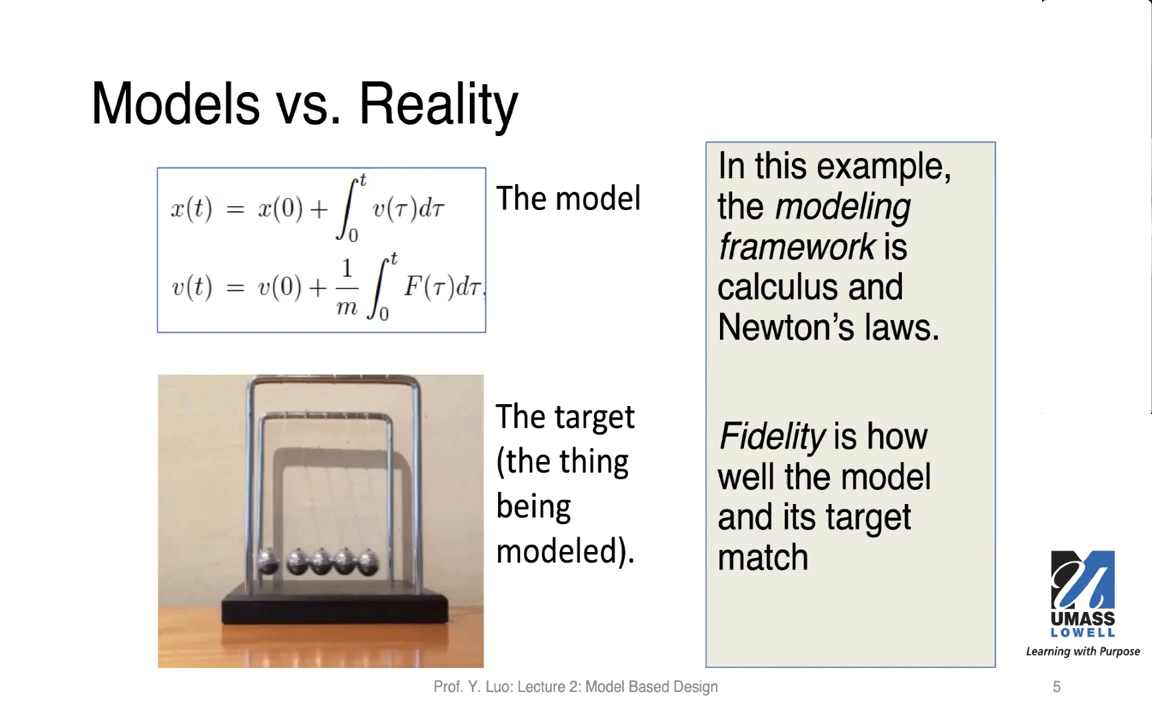 Models vs. Reality
x(t) = x(0) + ∫₀ᵗ v(τ)dτ
v(t) = v(0) + 1/m ∫₀ᵗ F(τ)dτ.
The model
The target
(the thing
being
modeled).
In this example,
the modeling
framework is
calculus and
Newton’s laws.
Fidelity is how
well the model
and its target
match
UMASS
LOWELL
Learning with Purpose
Prof. Y. Luo: Lecture 2: Model Based Design
5